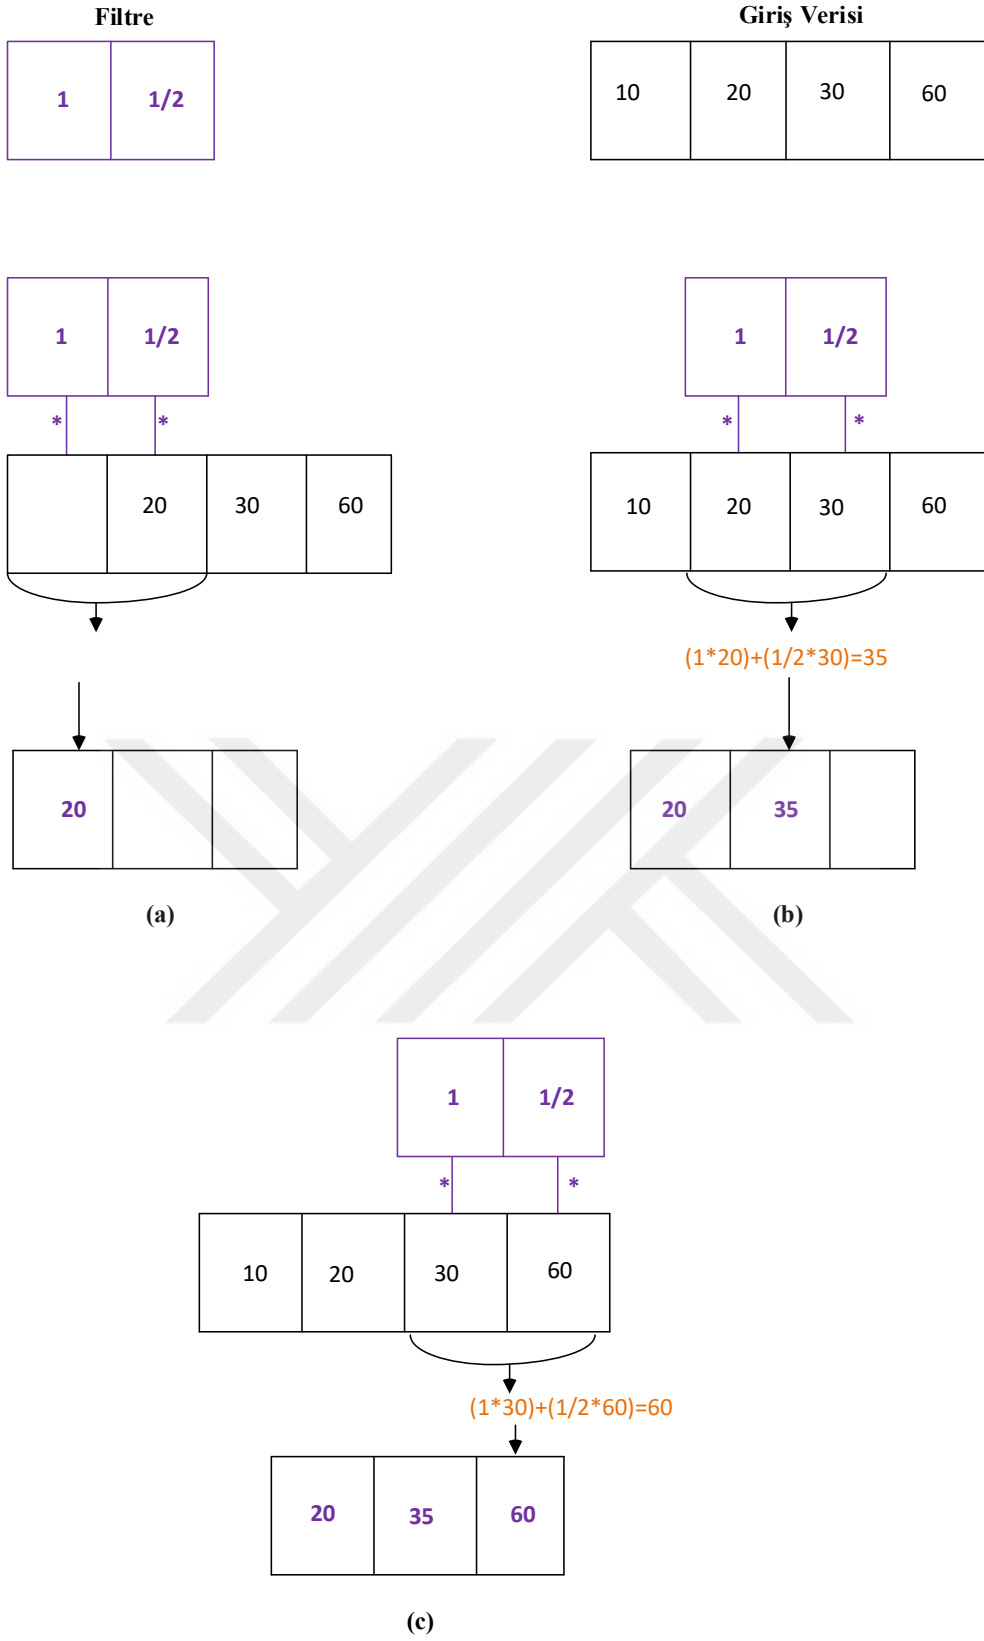 Filtre
Giriş Verisi
1 1/2
10 20 30 60
1 1/2
1 1/2
* *
* *
20 30 60
10 20 30 60
(1*20)+(1/2*30)=35
20
20 35
(a)
(b)
1 1/2
* *
10 20 30 60
(1*30)+(1/2*60)=60
20 35 60
(c)